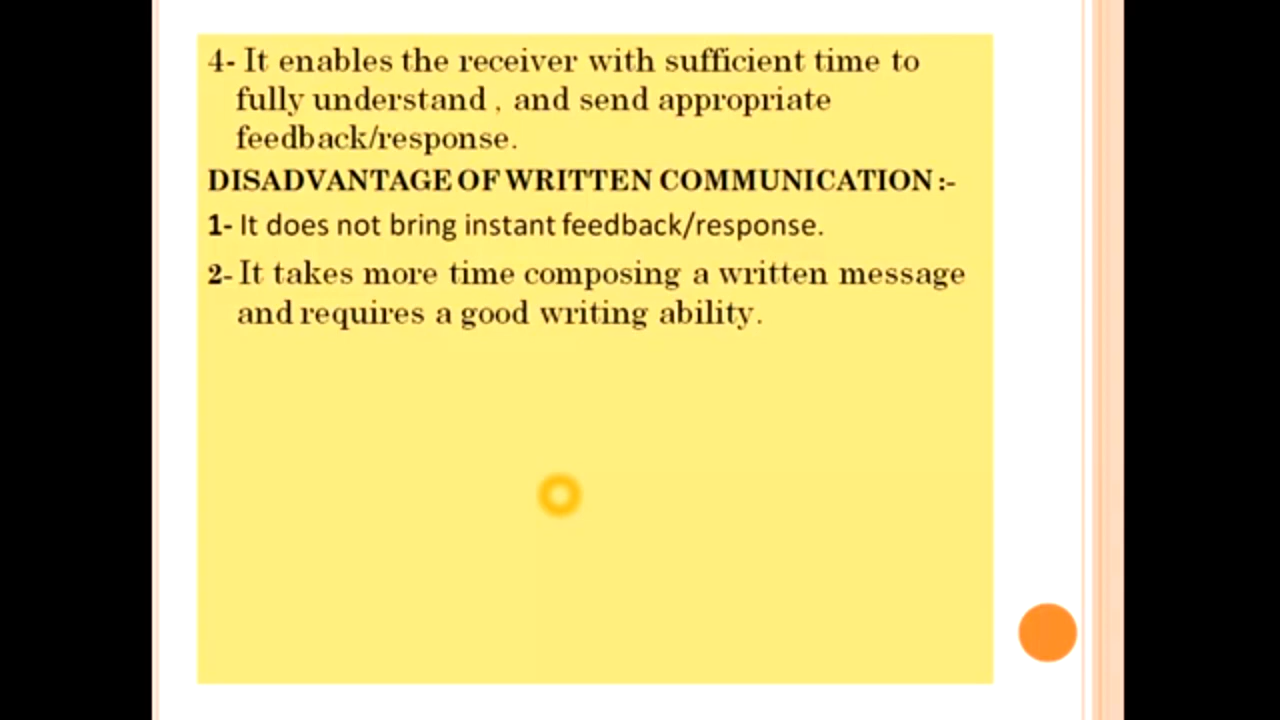 4- It enables the receiver with sufficient time to
fully understand , and send appropriate
feedback/response.
DISADVANTAGE OF WRITTEN COMMUNICATION :-
1- It does not bring instant feedback/response.
2- It takes more time composing a written message
and requires a good writing ability.